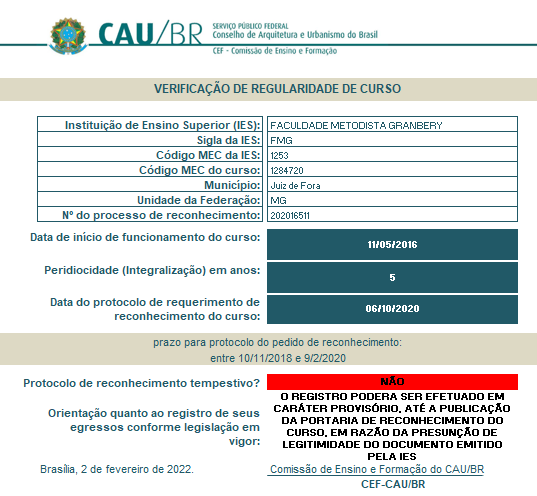 CAU/BR
SERVIÇO PÚBLICO FEDERAL
Conselho de Arquitetura e Urbanismo do Brasil
CEF - Comissão de Ensino e Formação
VERIFICAÇÃO DE REGULARIDADE DE CURSO
Instituição de Ensino Superior (IES): FACULDADE METODISTA GRANBERY
Sigla da IES: FMG
Código MEC da IES: 1253
Código MEC do curso: 1284720
Município: Juiz de Fora
Unidade da Federação: MG
Nº do processo de reconhecimento: 202016511
Data de início de funcionamento do curso: 11/05/2016
Peridiocidade (Integralização) em anos: 5
Data do protocolo de requerimento de
reconhecimento do curso: 06/10/2020
prazo para protocolo do pedido de reconhecimento:
entre 10/11/2018 e 9/2/2020
Protocolo de reconhecimento tempestivo? NÃO
Orientação quanto ao registro de seus
egressos conforme legislação em
vigor:
O REGISTRO PODERÁ SER EFETUADO EM
CARÁTER PROVISÓRIO, ATÉ A PUBLICAÇÃO
DA PORTARIA DE RECONHECIMENTO DO
CURSO, EM RAZÃO DA PRESUNÇÃO DE
LEGITIMIDADE DO DOCUMENTO EMITIDO
PELA IES
Brasília, 2 de fevereiro de 2022.
Comissão de Ensino e Formação do CAU/BR
CEF-CAU/BR